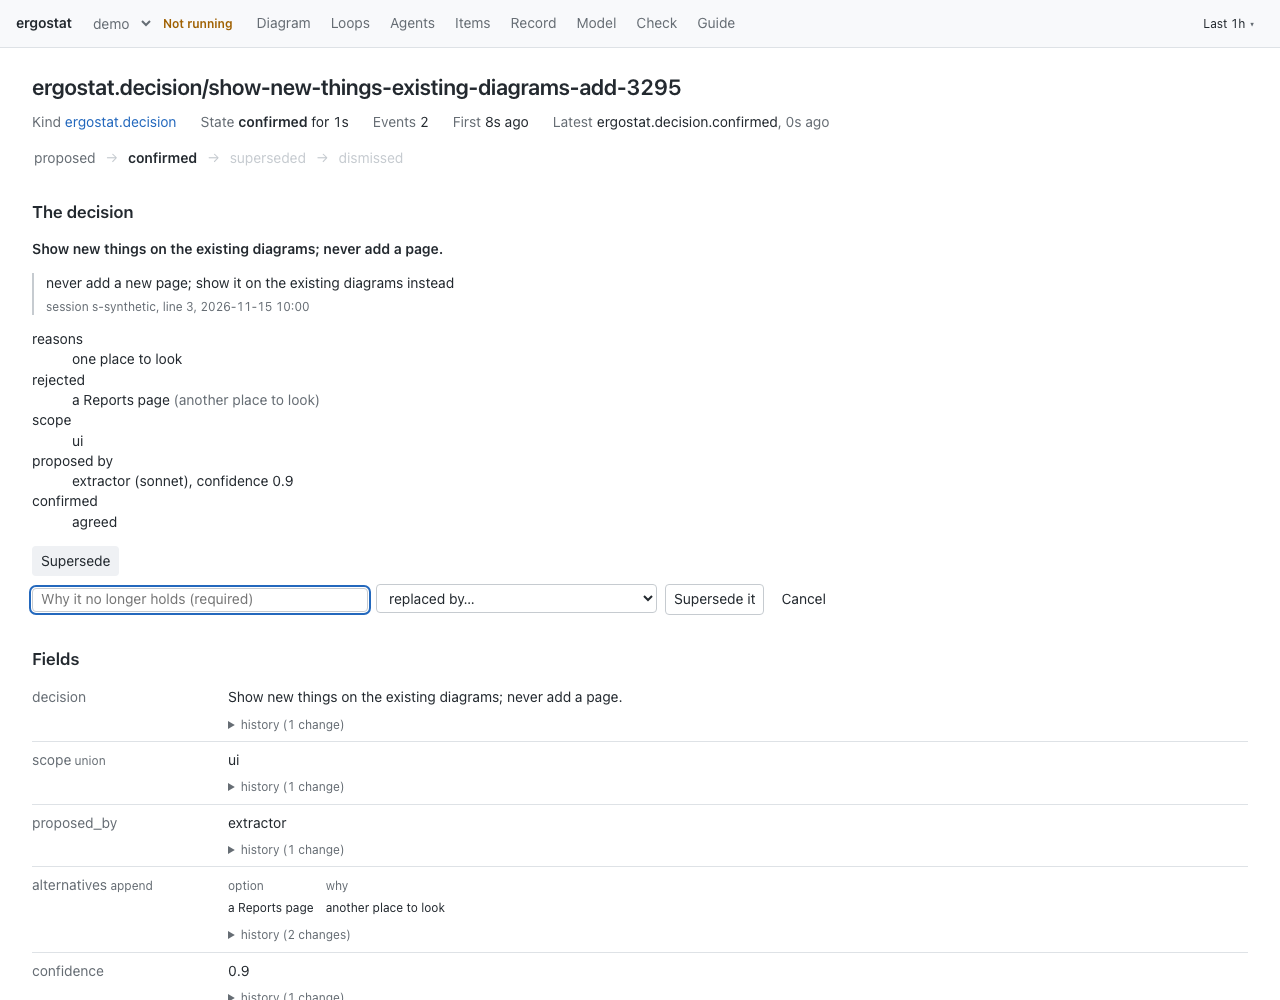 ergostat demo Not running Diagram Loops Agents Items Record Model Check Guide Last 1h
ergostat.decision/show-new-things-existing-diagrams-add-3295
Kind ergostat.decision State confirmed for 1s Events 2 First 8s ago Latest ergostat.decision.confirmed, 0s ago
proposed → confirmed → superseded → dismissed
The decision
Show new things on the existing diagrams; never add a page.
never add a new page; show it on the existing diagrams instead
session s-synthetic, line 3, 2026-11-15 10:00
reasons
one place to look
rejected
a Reports page (another place to look)
scope
ui
proposed by
extractor (sonnet), confidence 0.9
confirmed
agreed
Supersede
Why it no longer holds (required) replaced by... Supersede it Cancel
Fields
decision Show new things on the existing diagrams; never add a page.
history (1 change)
scope union ui
history (1 change)
proposed_by extractor
history (1 change)
alternatives append option why
a Reports page another place to look
history (2 changes)
confidence 0.9
history (1 change)